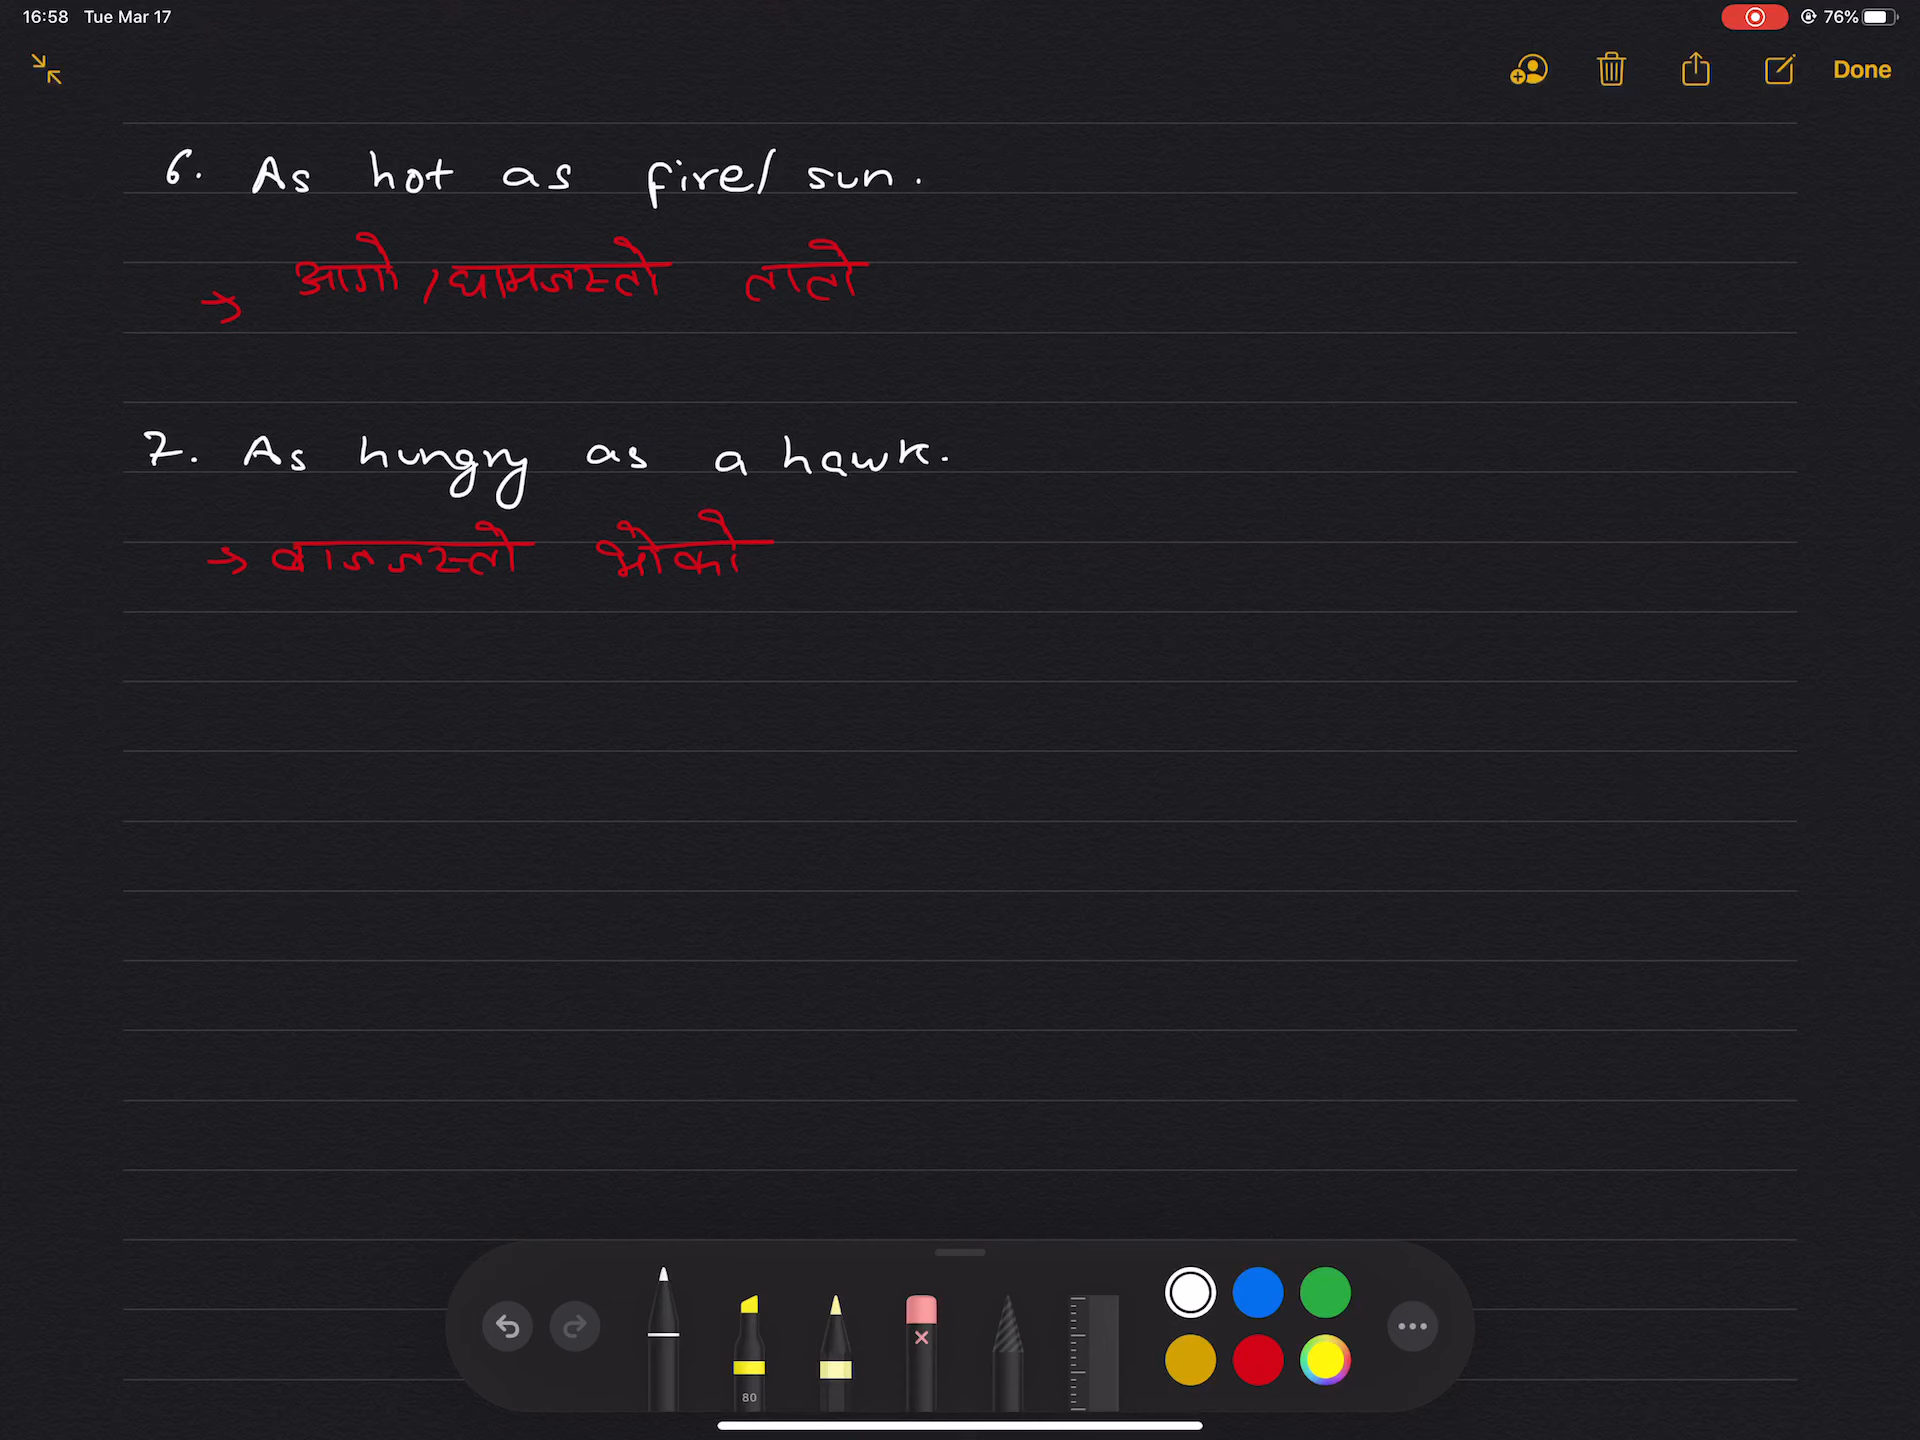 16:58 Tue Mar 17 76%
Done
6. As hot as fire/ sun.
→ आगो /घामजस्तो तातो
7. As hungry as a hawk.
→ बाजजस्तो भोको
80